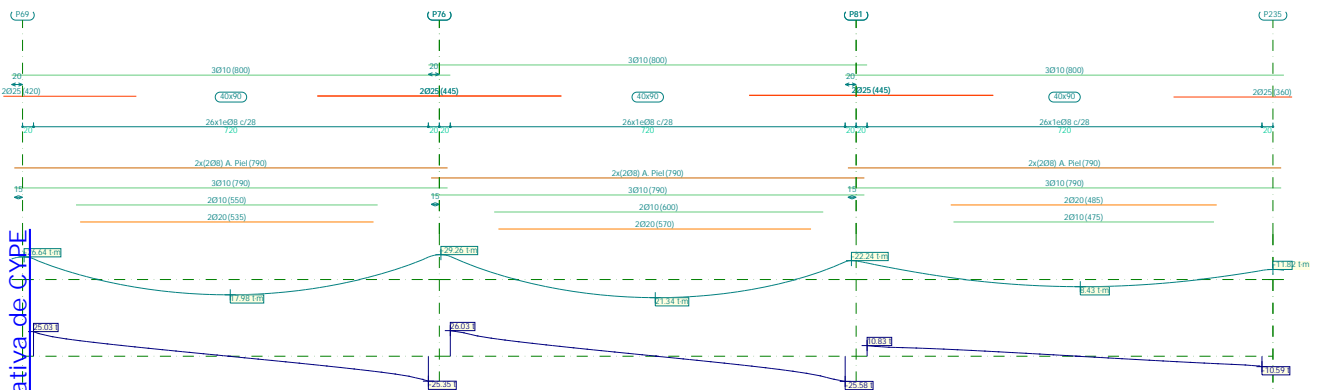 P69 P76 P81 P235
3Ø10(800)
20
3Ø10(800)
3Ø10(800)
20
20
2Ø25(420)
40x90
2Ø25(445)
40x90
2Ø25(445)
40x90
2Ø25(360)
26x1eØ8 c/28
26x1eØ8 c/28
26x1eØ8 c/28
20 720 20 20 720 20 20 720 20
2x(2Ø8) A. Piel(790)
2x(2Ø8) A. Piel(790)
2x(2Ø8) A. Piel(790)
3Ø10(790)
3Ø10(790)
3Ø10(790)
15
15
15
2Ø10(550)
2Ø10(600)
2Ø20(485)
2Ø20(535)
2Ø20(570)
2Ø10(475)
-29.26 t·m
-22.24 t·m
-11.82 t·m
17.98 t·m
21.34 t·m
8.43 t·m
25.03 t
26.03 t
10.83 t
-25.35 t
-25.58 t
-10.59 t
ativa de CYPE